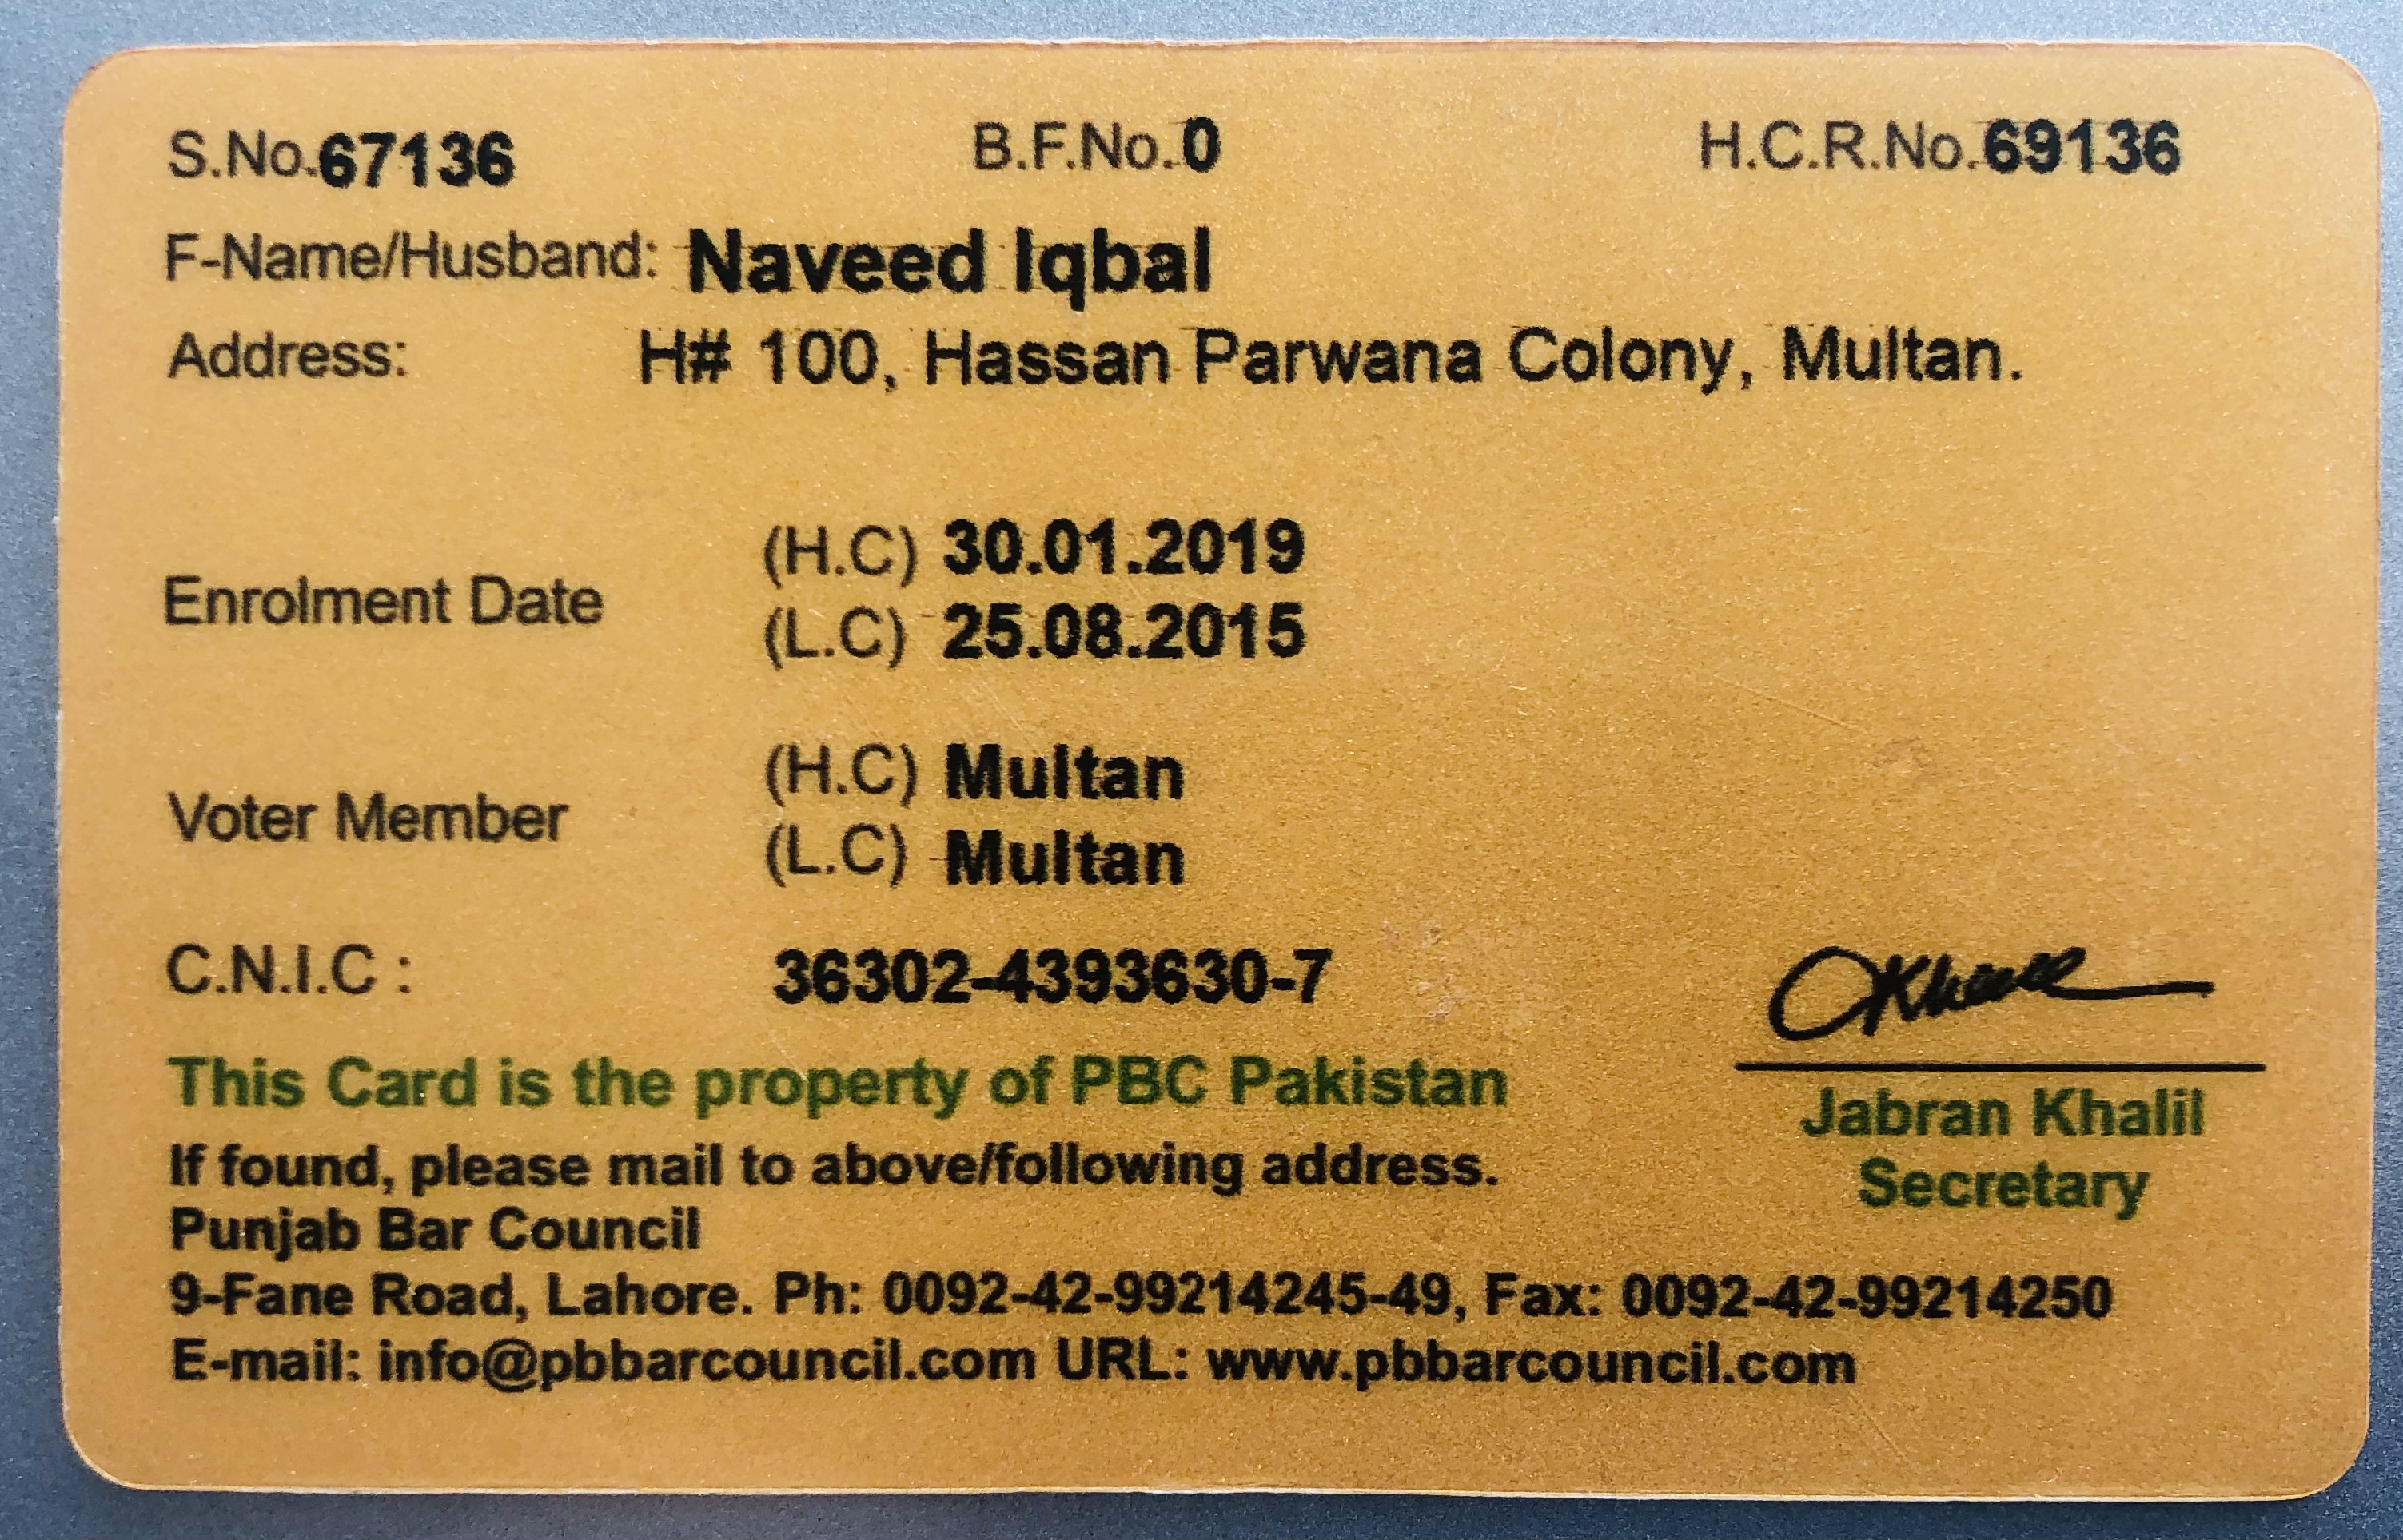 S.No.67136 B.F.No.0 H.C.R.No.69136
F-Name/Husband: Naveed Iqbal
Address: H# 100, Hassan Parwana Colony, Multan.
Enrolment Date
(H.C) 30.01.2019
(L.C) 25.08.2015
Voter Member
(H.C) Multan
(L.C) Multan
C.N.I.C : 36302-4393630-7
This Card is the property of PBC Pakistan
If found, please mail to above/following address.
Punjab Bar Council
9-Fane Road, Lahore. Ph: 0092-42-99214245-49, Fax: 0092-42-99214250
E-mail: info@pbbarcouncil.com URL: www.pbbarcouncil.com
Jabran Khalil
Secretary